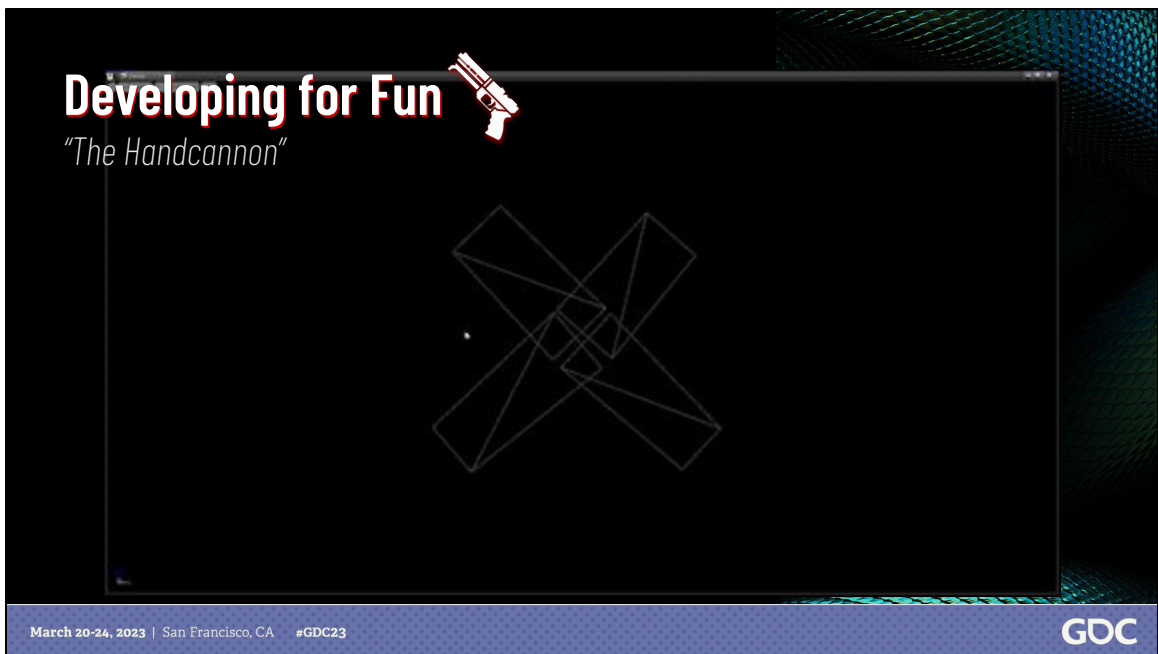 Developing for Fun
“The Handcannon”
March 20-24, 2023 | San Francisco, CA #GDC23
GDC